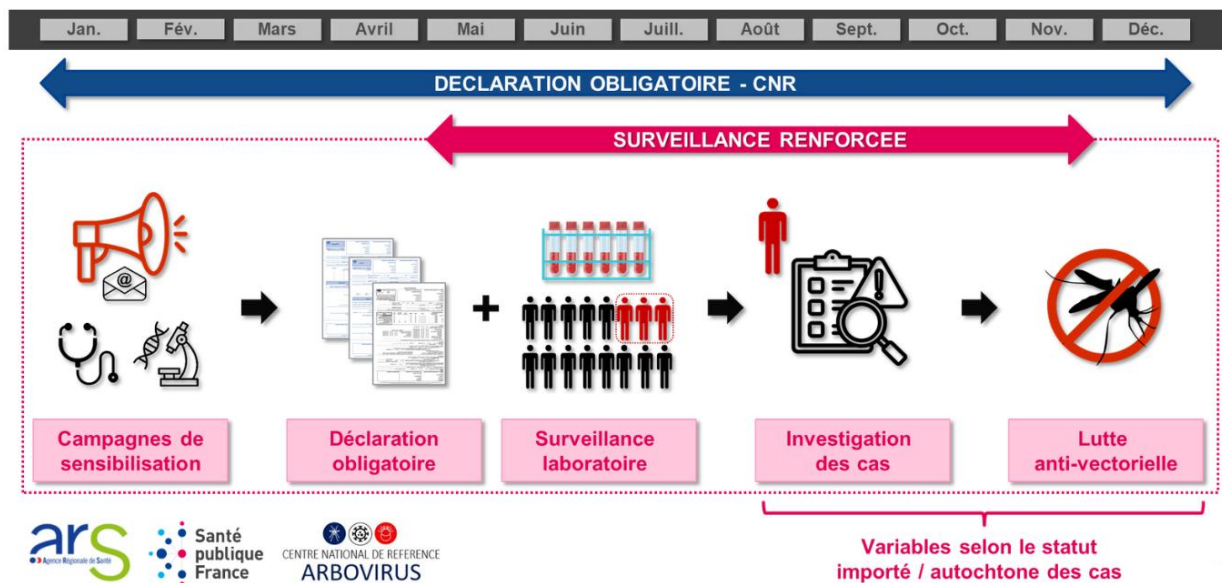 Jan. Fév. Mars Avril Mai Juin Juill. Août Sept. Oct. Nov. Déc.
DECLARATION OBLIGATOIRE - CNR
SURVEILLANCE RENFORCEE
@
Campagnes de
sensibilisation
Déclaration
obligatoire
+
Surveillance
laboratoire
Investigation
des cas
Lutte
anti-vectorielle
ars
Agence Régionale de Santé
Santé
publique
France
CENTRE NATIONAL DE REFERENCE
ARBOVIRUS
Variables selon le statut
importé / autochtone des cas